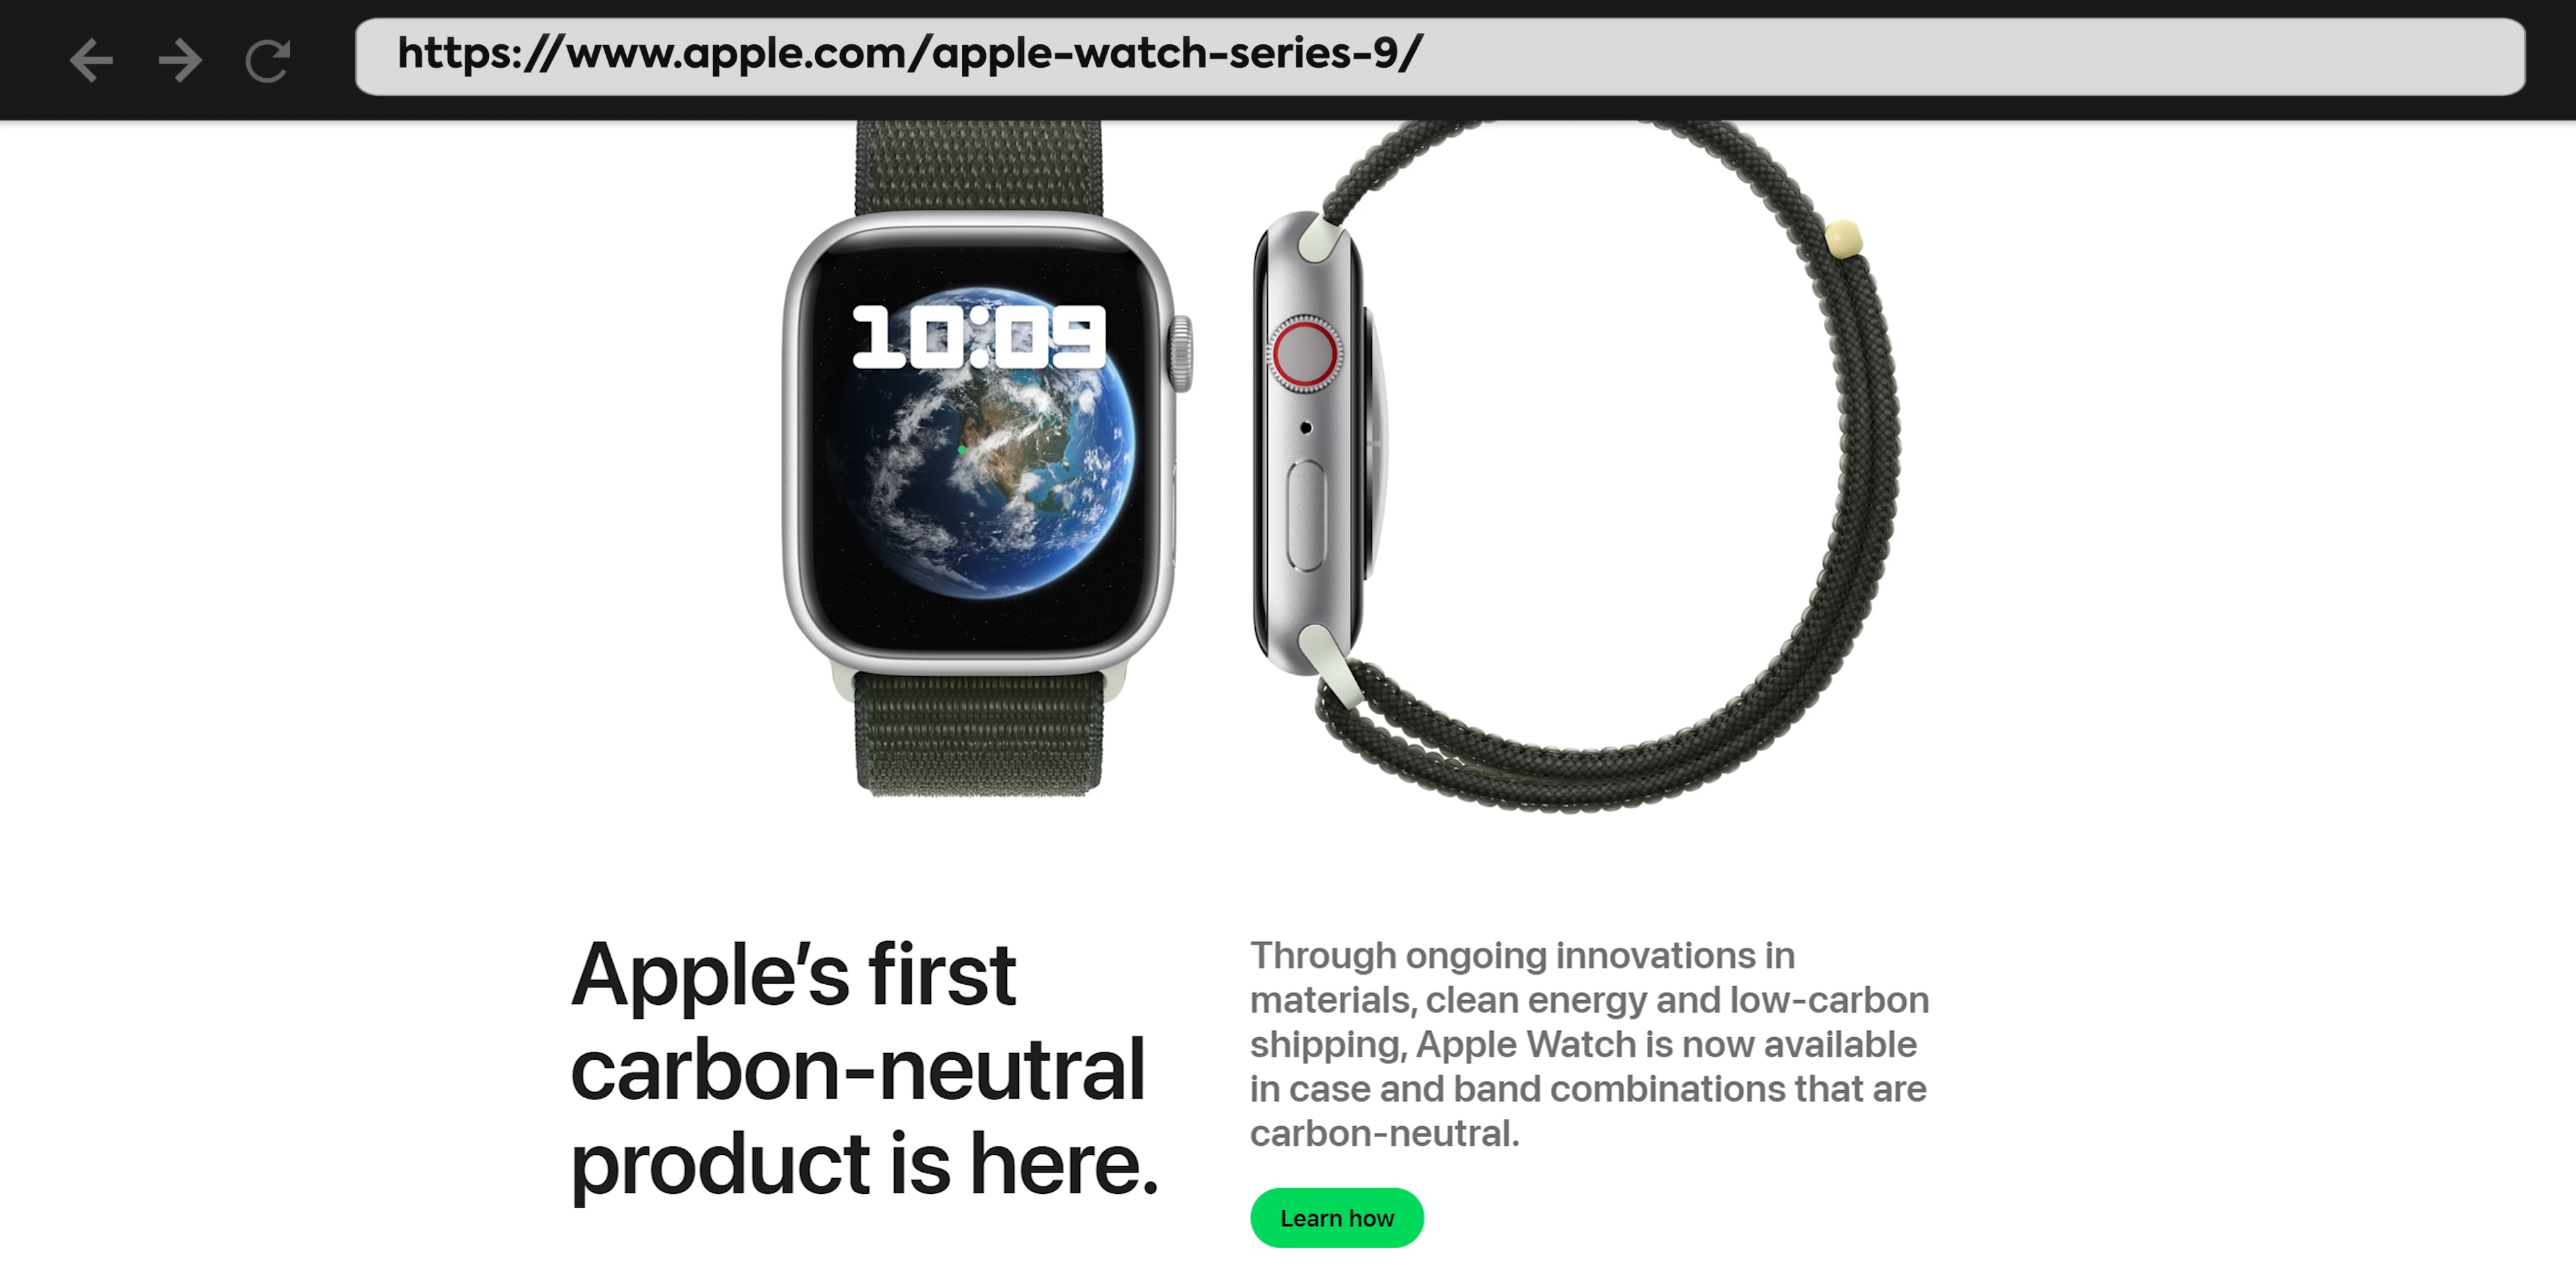 https://www.apple.com/apple-watch-series-9/
10:09
Apple’s first
carbon-neutral
product is here.
Through ongoing innovations in
materials, clean energy and low-carbon
shipping, Apple Watch is now available
in case and band combinations that are
carbon-neutral.
Learn how